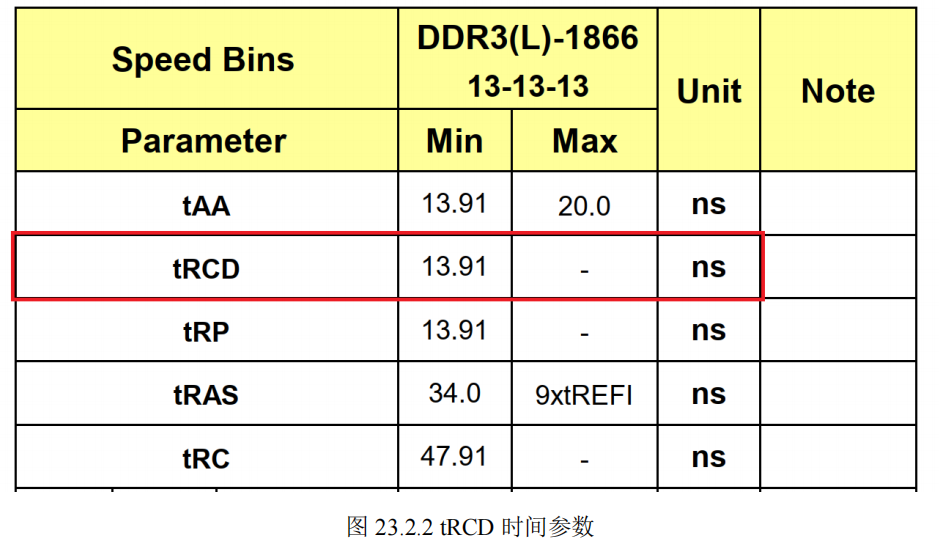 Speed Bins DDR3(L)-1866 Unit Note
13-13-13
Parameter Min Max
tAA 13.91 20.0 ns
tRCD 13.91 - ns
tRP 13.91 - ns
tRAS 34.0 9xtREFI ns
tRC 47.91 - ns
图 23.2.2 tRCD 时间参数